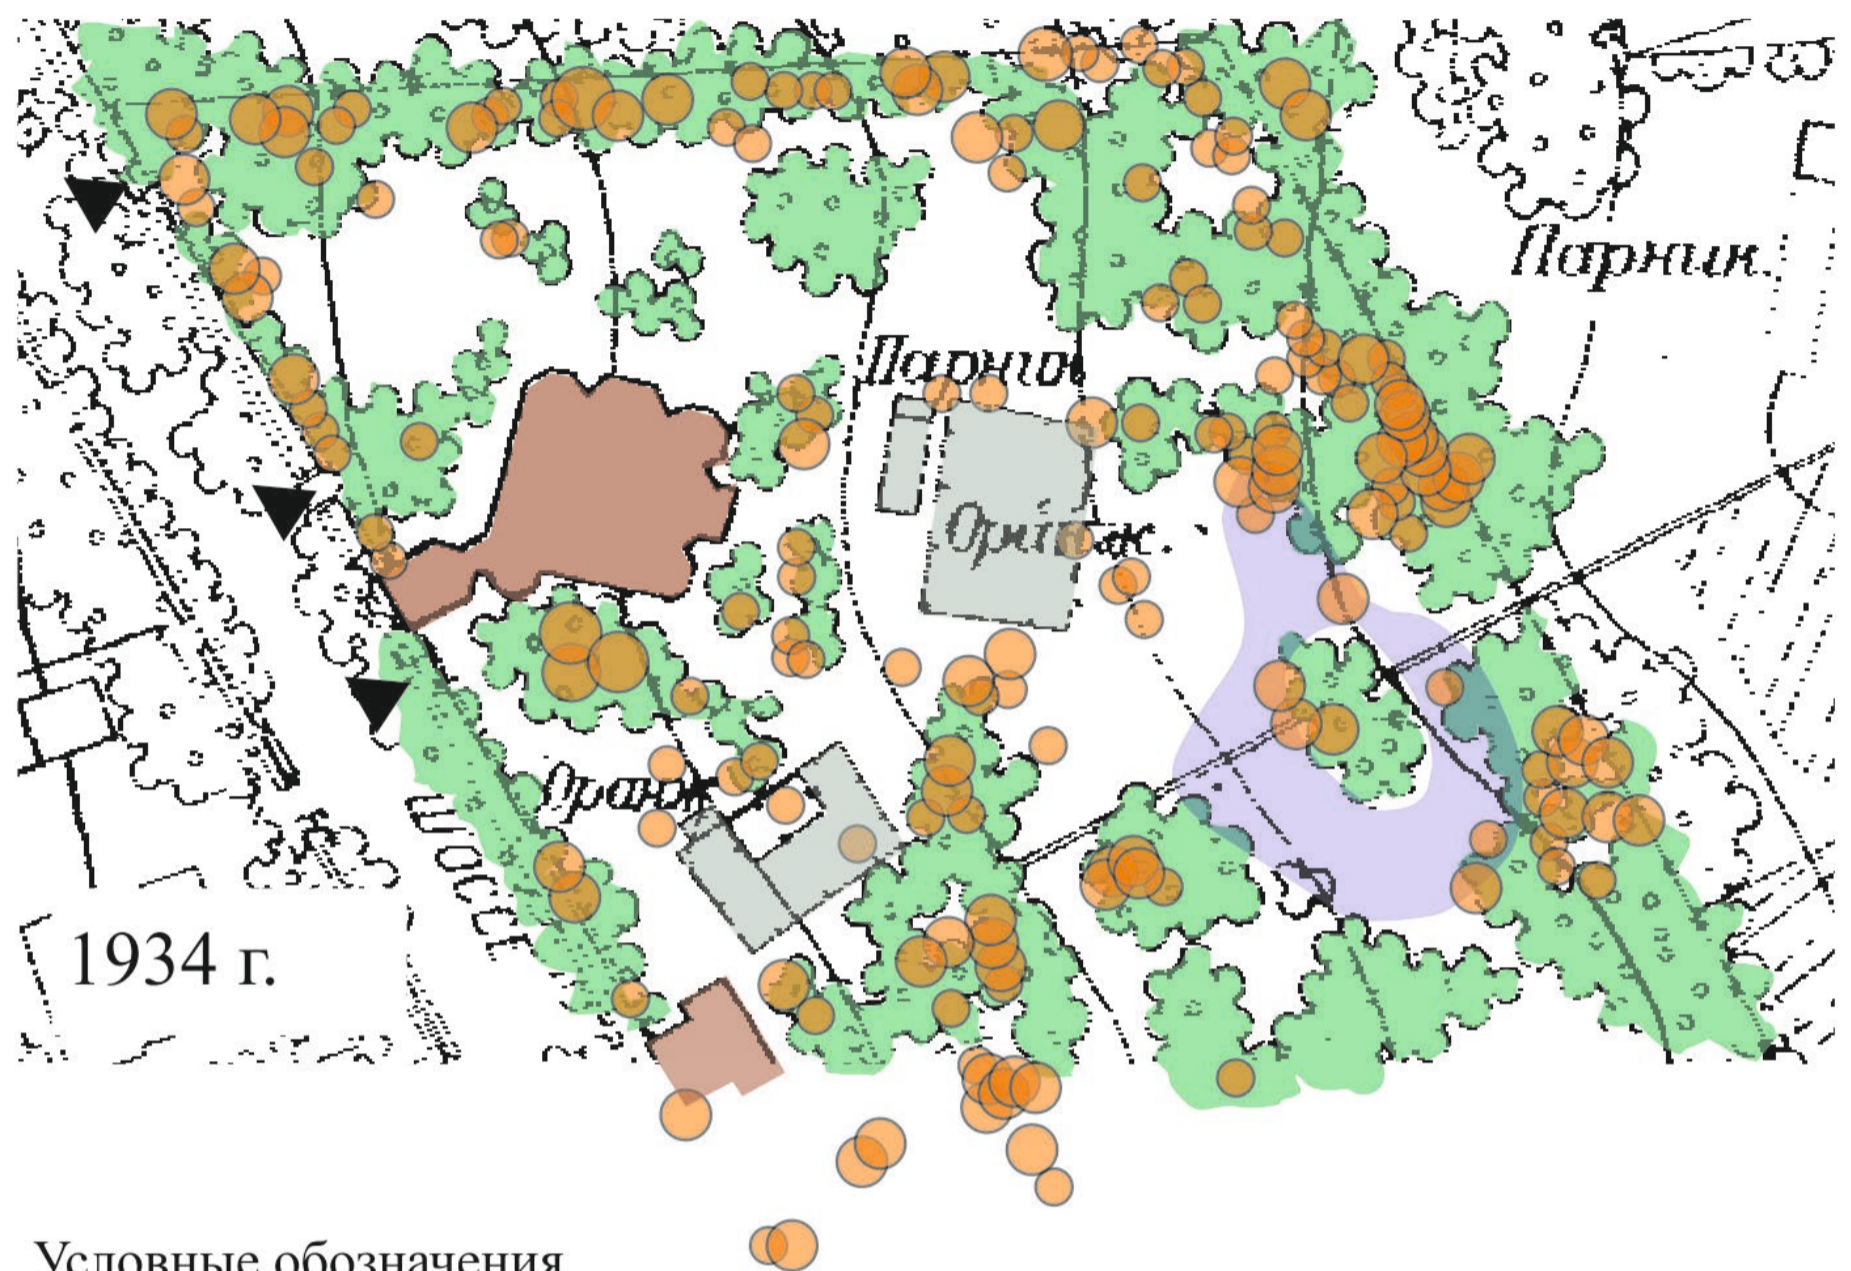 Парник
Парник
Оранж.
Оранж
Шоссе
1934 г.
Условные обозначения